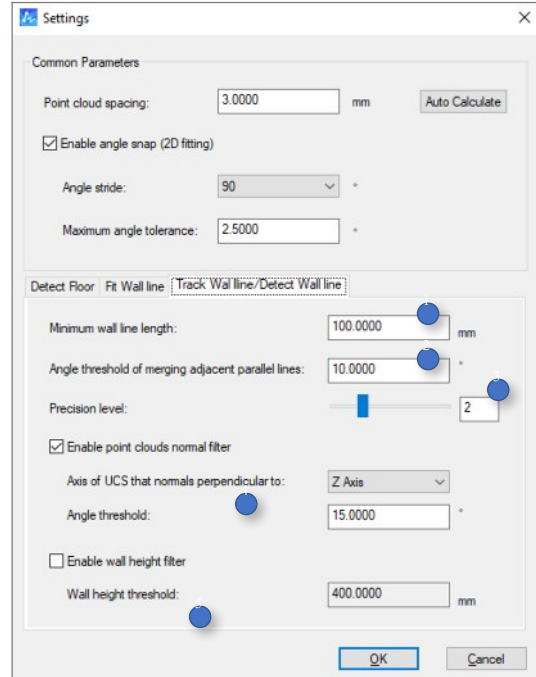 Settings
Common Parameters
Point cloud spacing: 3.0000 mm Auto Calculate
Enable angle snap (2D fitting)
Angle stride: 90 °
Maximum angle tolerance: 2.5000 °
Detect Floor Fit Wall line Track Wall line/Detect Wall line
Minimum wall line length: 100.0000 mm
Angle threshold of merging adjacent parallel lines: 10.0000 °
Precision level: 2
Enable point clouds normal filter
Axis of UCS that normals perpendicular to: Z Axis
Angle threshold: 15.0000 °
Enable wall height filter
Wall height threshold: 400.0000 mm
OK Cancel